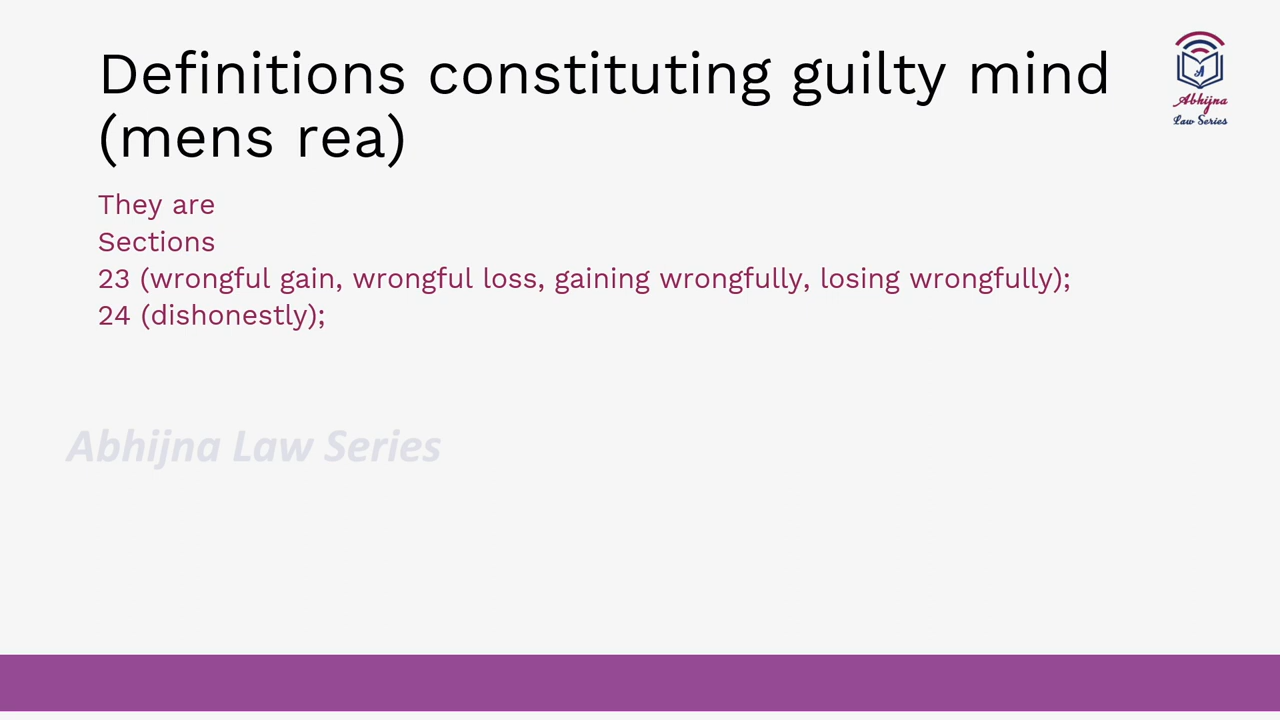 Definitions constituting guilty mind
(mens rea)
A
Abhijna
Law Series
They are
Sections
23 (wrongful gain, wrongful loss, gaining wrongfully, losing wrongfully);
24 (dishonestly);
Abhijna Law Series